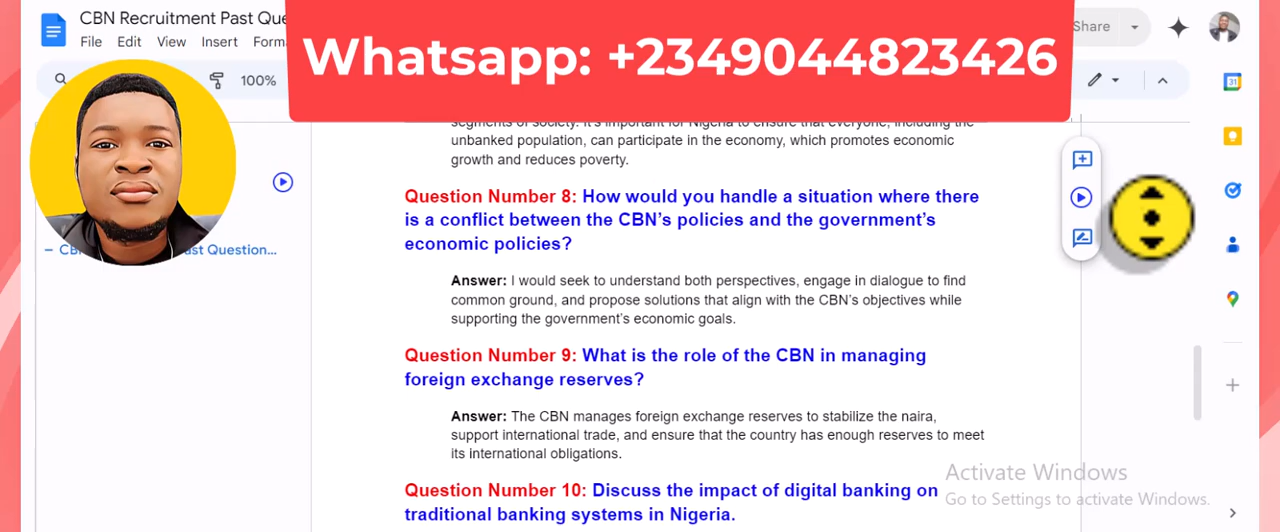 CBN Recruitment Past Que
File Edit View Insert Form
Share
Whatsapp: +2349044823426
100%
31
segments of society. It's important for Nigeria to ensure that everyone, including the
unbanked population, can participate in the economy, which promotes economic
growth and reduces poverty.
Question Number 8: How would you handle a situation where there
is a conflict between the CBN's policies and the government's
economic policies?
Answer: I would seek to understand both perspectives, engage in dialogue to find
common ground, and propose solutions that align with the CBN's objectives while
supporting the government's economic goals.
Question Number 9: What is the role of the CBN in managing
foreign exchange reserves?
Answer: The CBN manages foreign exchange reserves to stabilize the naira,
support international trade, and ensure that the country has enough reserves to meet
its international obligations.
Question Number 10: Discuss the impact of digital banking on
traditional banking systems in Nigeria.
CB
ast Question...
Activate Windows
Go to Settings to activate Windows.